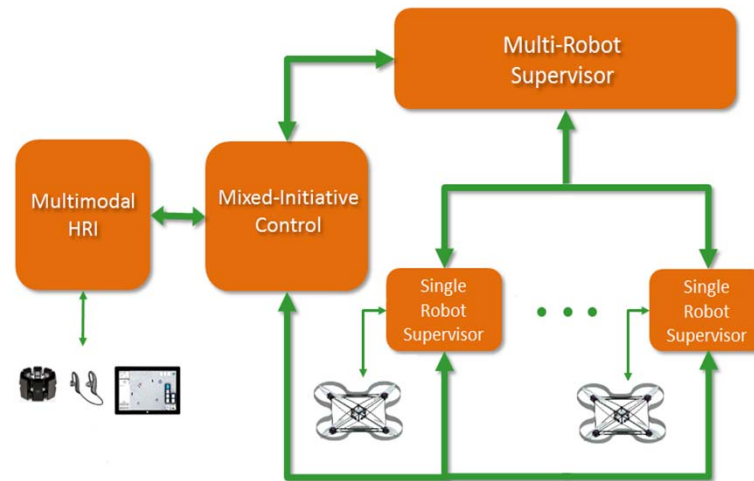 Multi-Robot
Supervisor
Multimodal
HRI
Mixed-Initiative
Control
Single
Robot
Supervisor
Single
Robot
Supervisor